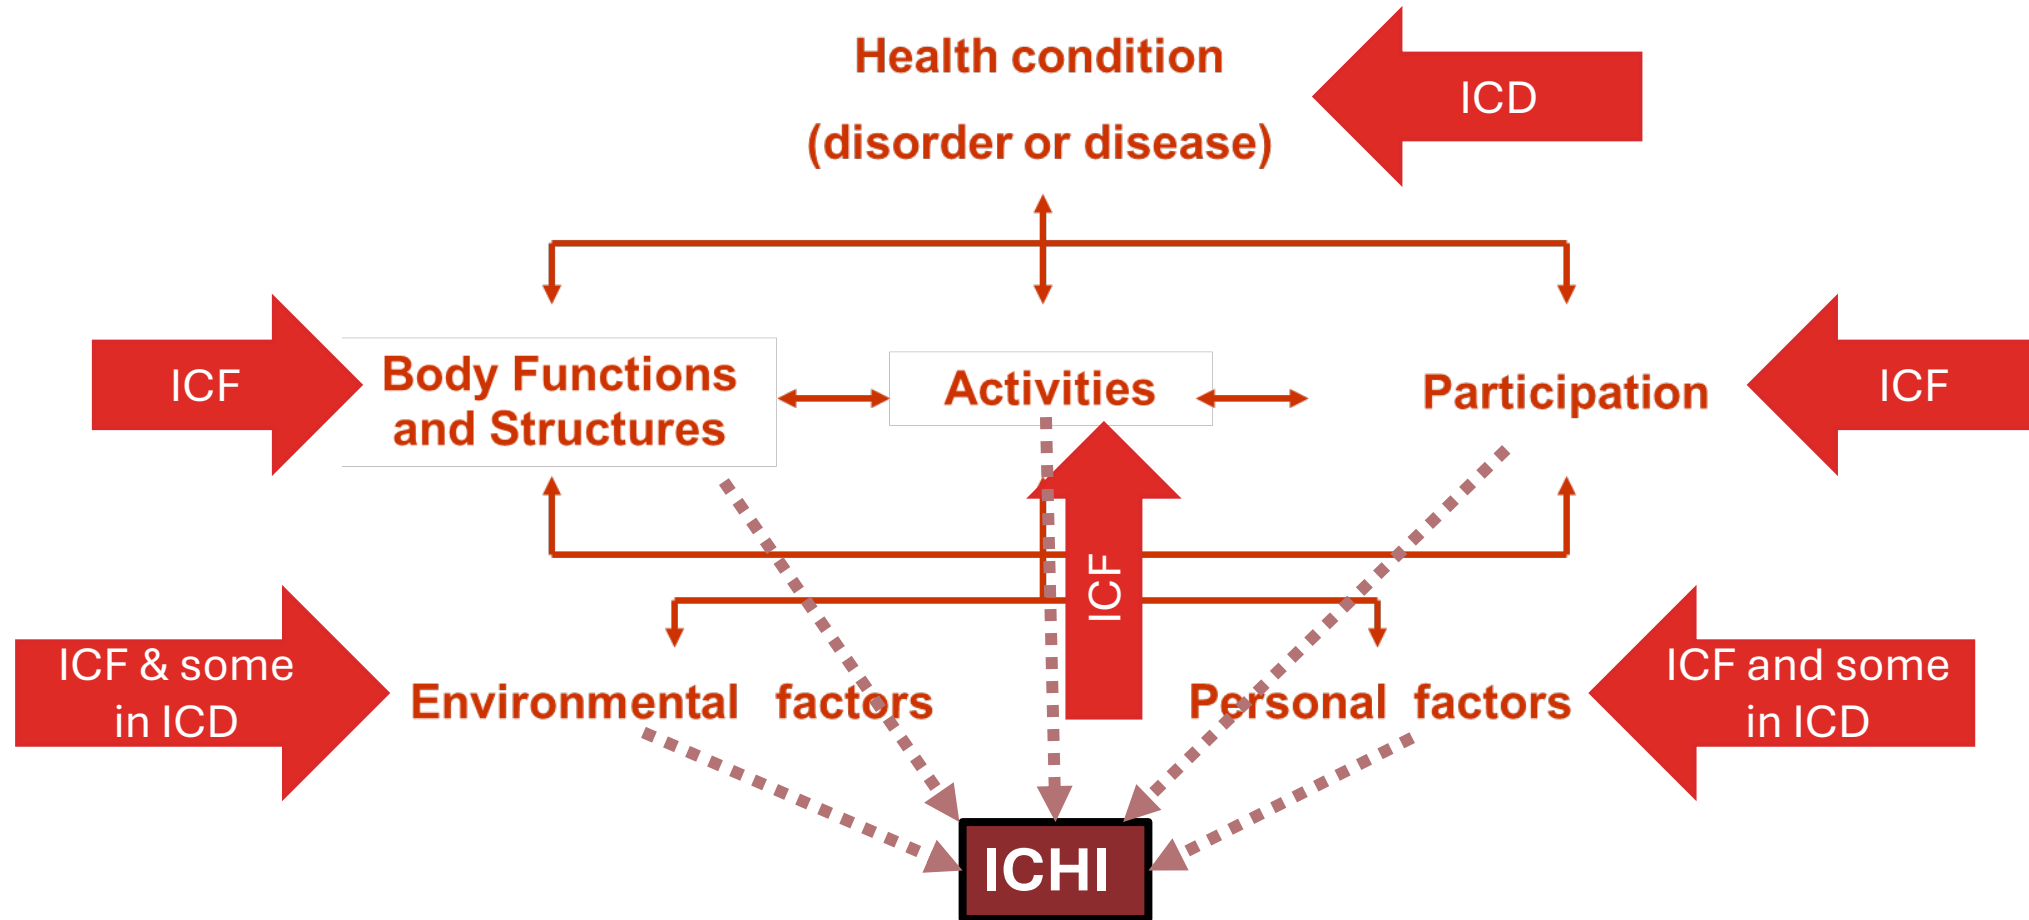 Health condition
(disorder or disease)
ICD
ICF
Body Functions
and Structures
Activities
Participation
ICF
ICF
ICF & some
in ICD
Environmental factors
Personal factors
ICF and some
in ICD
ICHI